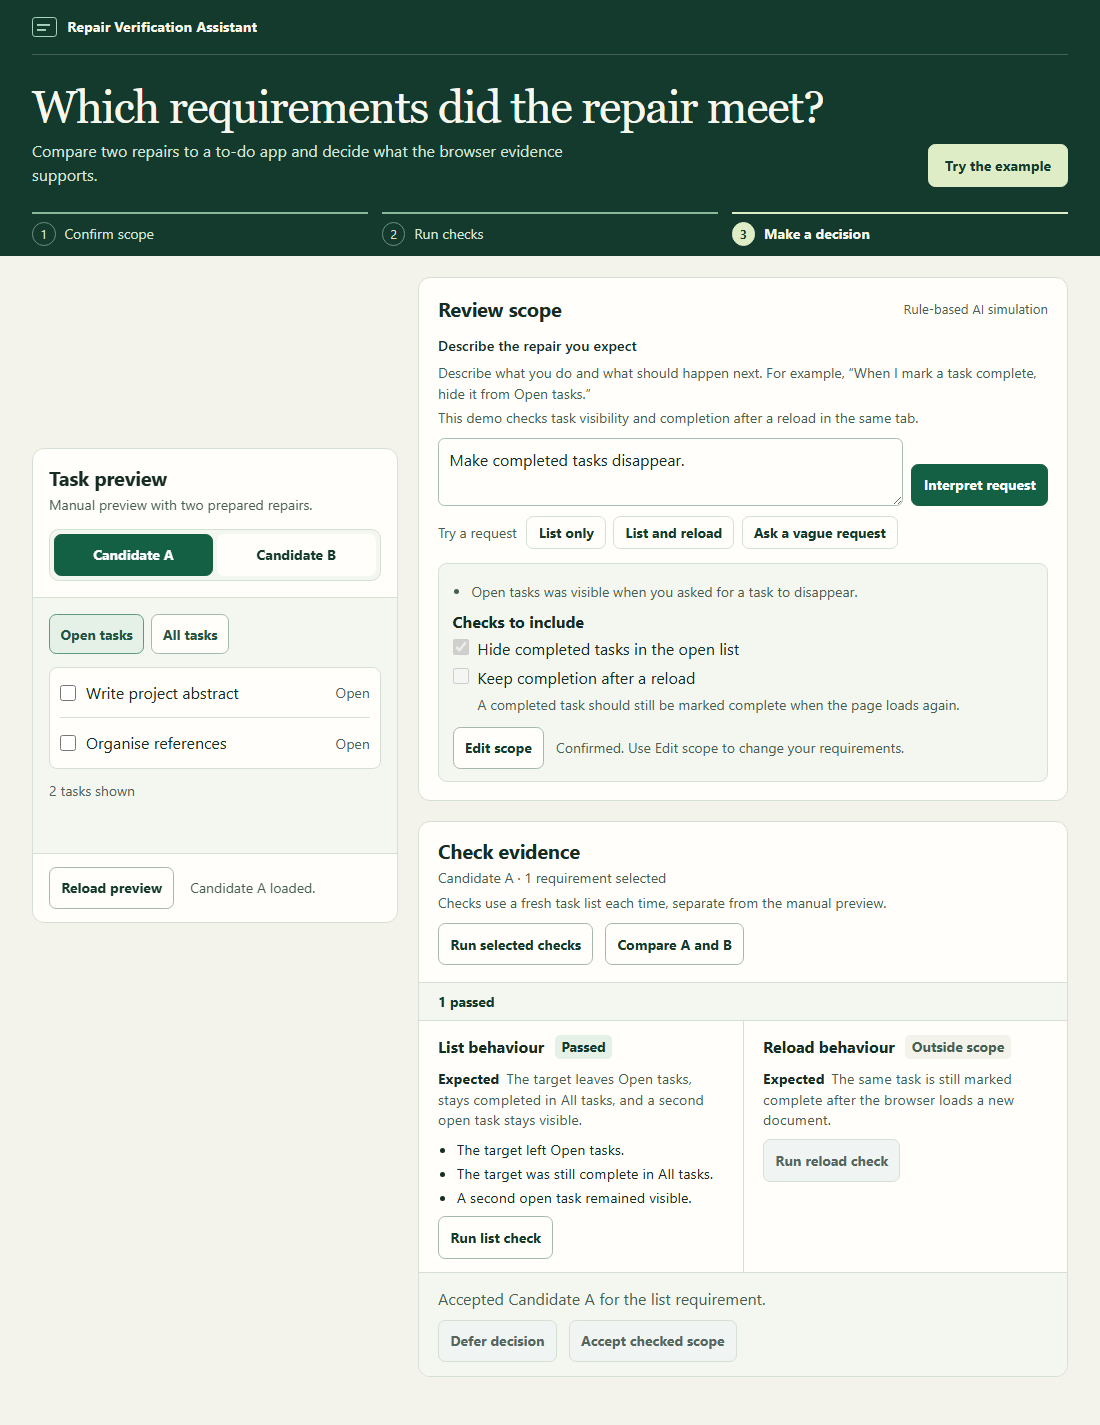 Repair Verification Assistant
Which requirements did the repair meet?
Compare two repairs to a to-do app and decide what the browser evidence
supports.
Try the example
1 Confirm scope
2 Run checks
3 Make a decision
Task preview
Manual preview with two prepared repairs.
Candidate A
Candidate B
Open tasks
All tasks
Write project abstract
Open
Organise references
Open
2 tasks shown
Reload preview
Candidate A loaded.
Review scope
Rule-based AI simulation
Describe the repair you expect
Describe what you do and what should happen next. For example, “When I mark a task complete,
hide it from Open tasks.”
This demo checks task visibility and completion after a reload in the same tab.
Make completed tasks disappear.
Interpret request
Try a request
List only
List and reload
Ask a vague request
• Open tasks was visible when you asked for a task to disappear.
Checks to include
Hide completed tasks in the open list
Keep completion after a reload
A completed task should still be marked complete when the page loads again.
Edit scope
Confirmed. Use Edit scope to change your requirements.
Check evidence
Candidate A · 1 requirement selected
Checks use a fresh task list each time, separate from the manual preview.
Run selected checks
Compare A and B
1 passed
List behaviour
Passed
Expected The target leaves Open tasks,
stays completed in All tasks, and a second
open task stays visible.
• The target left Open tasks.
• The target was still complete in All tasks.
• A second open task remained visible.
Run list check
Reload behaviour
Outside scope
Expected The same task is still marked
complete after the browser loads a new
document.
Run reload check
Accepted Candidate A for the list requirement.
Defer decision
Accept checked scope